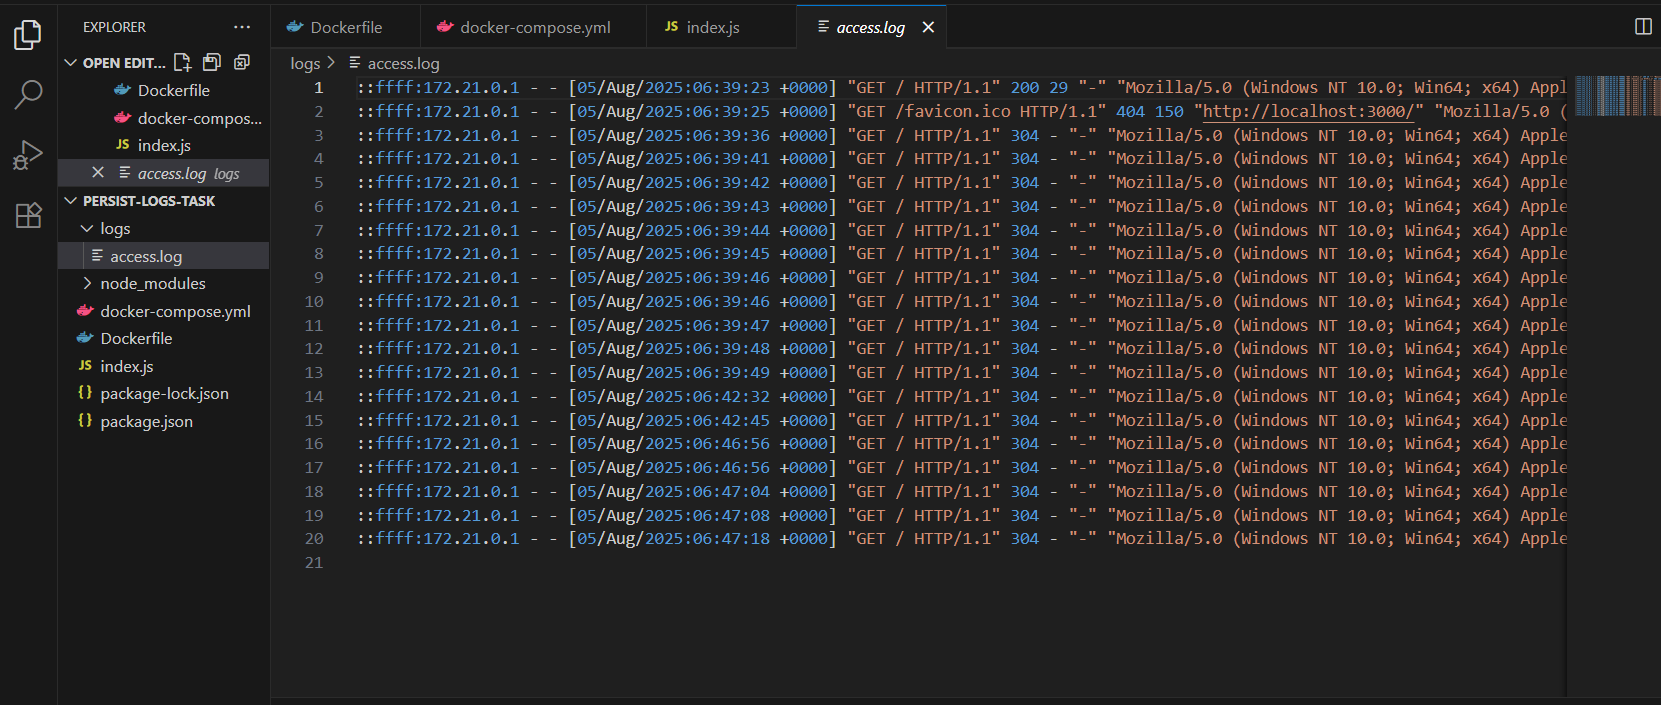 EXPLORER
OPEN EDIT...
Dockerfile
docker-compos...
JS index.js
access.log logs
PERSIST-LOGS-TASK
logs
access.log
node_modules
docker-compose.yml
Dockerfile
JS index.js
{} package-lock.json
{} package.json
Dockerfile docker-compose.yml JS index.js access.log
logs > access.log
1 ::ffff:172.21.0.1 - - [05/Aug/2025:06:39:23 +0000] "GET / HTTP/1.1" 200 29 "-" "Mozilla/5.0 (Windows NT 10.0; Win64; x64) Appl
2 ::ffff:172.21.0.1 - - [05/Aug/2025:06:39:25 +0000] "GET /favicon.ico HTTP/1.1" 404 150 "http://localhost:3000/" "Mozilla/5.0 (
3 ::ffff:172.21.0.1 - - [05/Aug/2025:06:39:36 +0000] "GET / HTTP/1.1" 304 - "-" "Mozilla/5.0 (Windows NT 10.0; Win64; x64) Apple
4 ::ffff:172.21.0.1 - - [05/Aug/2025:06:39:41 +0000] "GET / HTTP/1.1" 304 - "-" "Mozilla/5.0 (Windows NT 10.0; Win64; x64) Apple
5 ::ffff:172.21.0.1 - - [05/Aug/2025:06:39:42 +0000] "GET / HTTP/1.1" 304 - "-" "Mozilla/5.0 (Windows NT 10.0; Win64; x64) Apple
6 ::ffff:172.21.0.1 - - [05/Aug/2025:06:39:43 +0000] "GET / HTTP/1.1" 304 - "-" "Mozilla/5.0 (Windows NT 10.0; Win64; x64) Apple
7 ::ffff:172.21.0.1 - - [05/Aug/2025:06:39:44 +0000] "GET / HTTP/1.1" 304 - "-" "Mozilla/5.0 (Windows NT 10.0; Win64; x64) Apple
8 ::ffff:172.21.0.1 - - [05/Aug/2025:06:39:45 +0000] "GET / HTTP/1.1" 304 - "-" "Mozilla/5.0 (Windows NT 10.0; Win64; x64) Apple
9 ::ffff:172.21.0.1 - - [05/Aug/2025:06:39:46 +0000] "GET / HTTP/1.1" 304 - "-" "Mozilla/5.0 (Windows NT 10.0; Win64; x64) Apple
10 ::ffff:172.21.0.1 - - [05/Aug/2025:06:39:46 +0000] "GET / HTTP/1.1" 304 - "-" "Mozilla/5.0 (Windows NT 10.0; Win64; x64) Apple
11 ::ffff:172.21.0.1 - - [05/Aug/2025:06:39:47 +0000] "GET / HTTP/1.1" 304 - "-" "Mozilla/5.0 (Windows NT 10.0; Win64; x64) Apple
12 ::ffff:172.21.0.1 - - [05/Aug/2025:06:39:48 +0000] "GET / HTTP/1.1" 304 - "-" "Mozilla/5.0 (Windows NT 10.0; Win64; x64) Apple
13 ::ffff:172.21.0.1 - - [05/Aug/2025:06:39:49 +0000] "GET / HTTP/1.1" 304 - "-" "Mozilla/5.0 (Windows NT 10.0; Win64; x64) Apple
14 ::ffff:172.21.0.1 - - [05/Aug/2025:06:42:32 +0000] "GET / HTTP/1.1" 304 - "-" "Mozilla/5.0 (Windows NT 10.0; Win64; x64) Apple
15 ::ffff:172.21.0.1 - - [05/Aug/2025:06:42:45 +0000] "GET / HTTP/1.1" 304 - "-" "Mozilla/5.0 (Windows NT 10.0; Win64; x64) Apple
16 ::ffff:172.21.0.1 - - [05/Aug/2025:06:46:56 +0000] "GET / HTTP/1.1" 304 - "-" "Mozilla/5.0 (Windows NT 10.0; Win64; x64) Apple
17 ::ffff:172.21.0.1 - - [05/Aug/2025:06:46:56 +0000] "GET / HTTP/1.1" 304 - "-" "Mozilla/5.0 (Windows NT 10.0; Win64; x64) Apple
18 ::ffff:172.21.0.1 - - [05/Aug/2025:06:47:04 +0000] "GET / HTTP/1.1" 304 - "-" "Mozilla/5.0 (Windows NT 10.0; Win64; x64) Apple
19 ::ffff:172.21.0.1 - - [05/Aug/2025:06:47:08 +0000] "GET / HTTP/1.1" 304 - "-" "Mozilla/5.0 (Windows NT 10.0; Win64; x64) Apple
20 ::ffff:172.21.0.1 - - [05/Aug/2025:06:47:18 +0000] "GET / HTTP/1.1" 304 - "-" "Mozilla/5.0 (Windows NT 10.0; Win64; x64) Apple
21